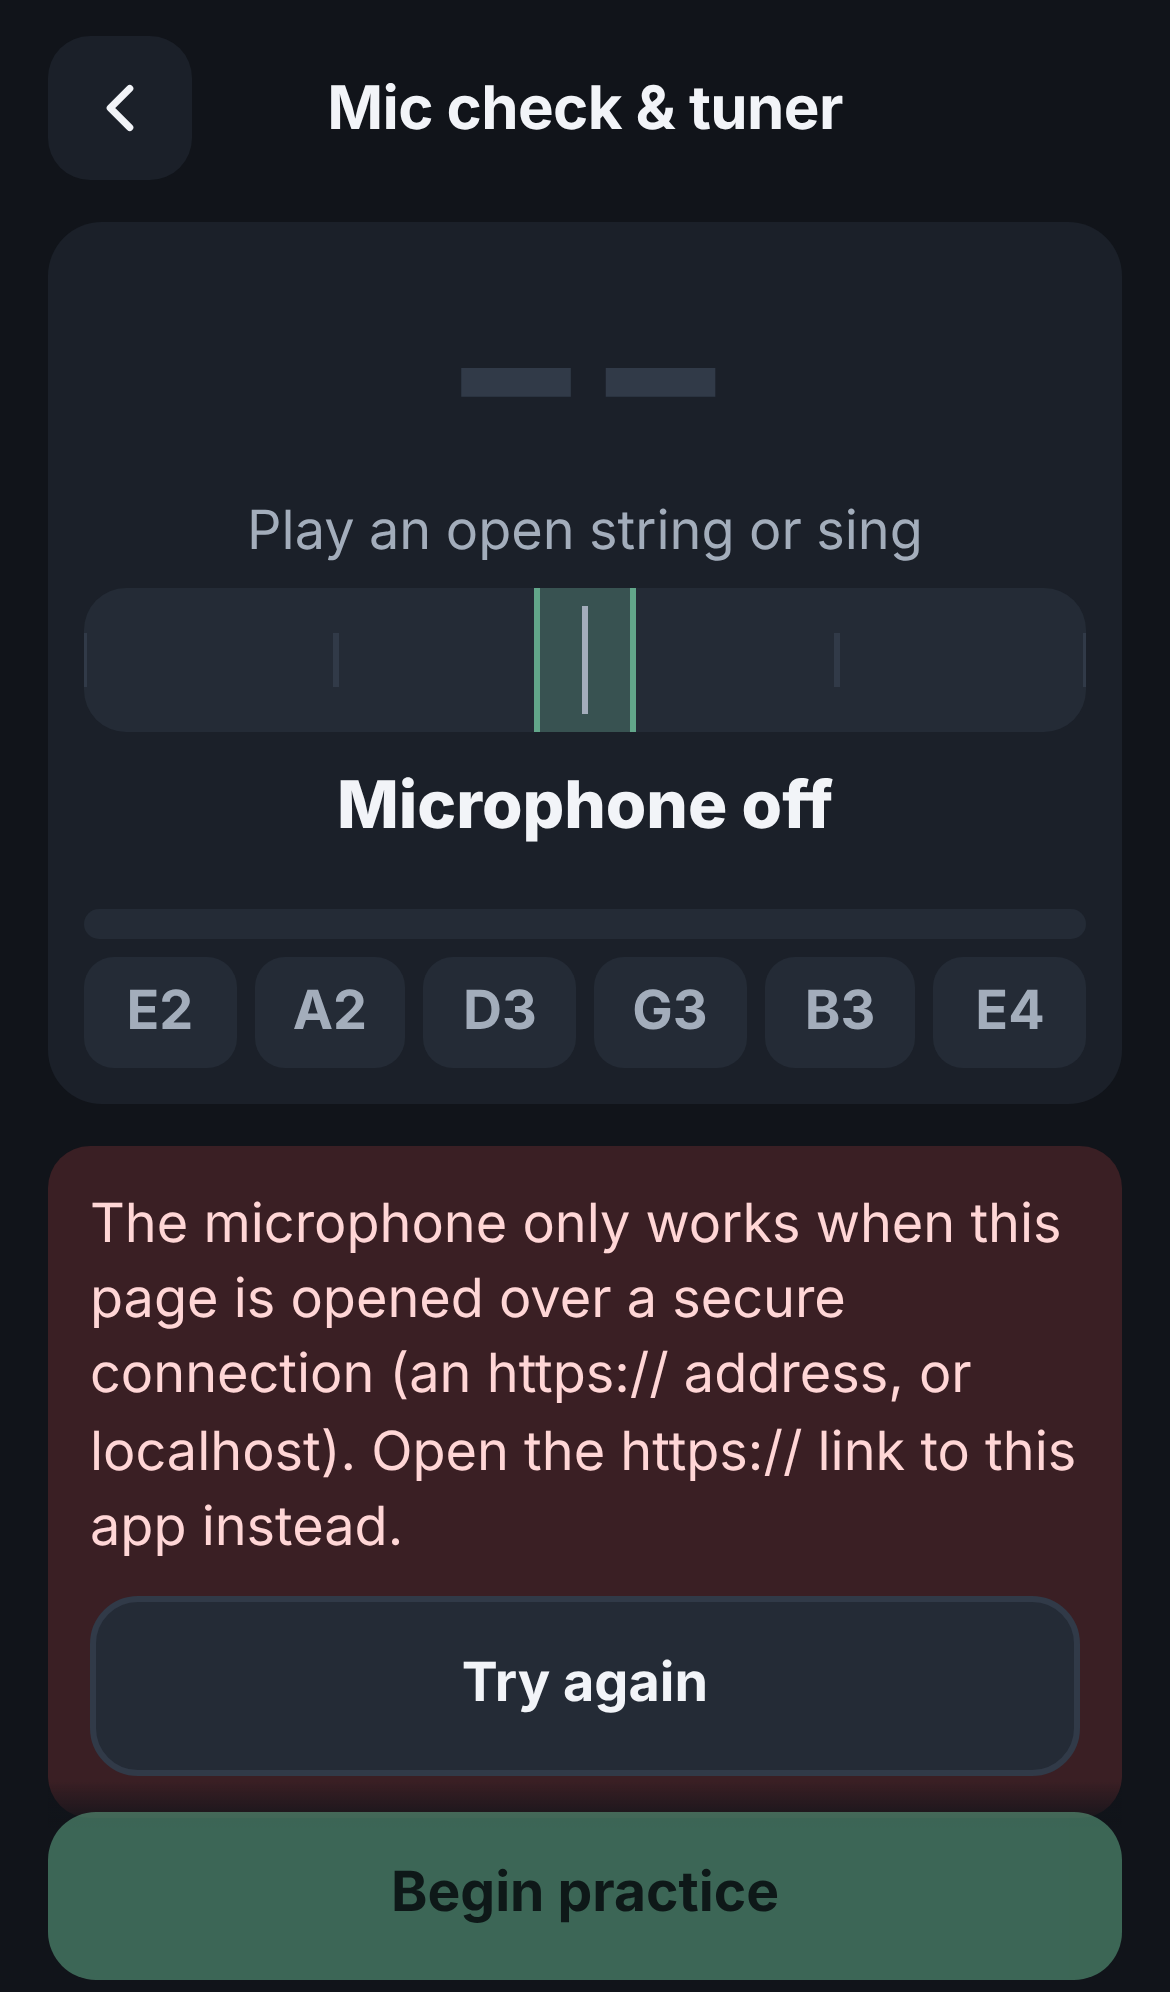 Mic check & tuner
Play an open string or sing
Microphone off
E2 A2 D3 G3 B3 E4
The microphone only works when this
page is opened over a secure
connection (an https:// address, or
localhost). Open the https:// link to this
app instead.
Try again
Begin practice